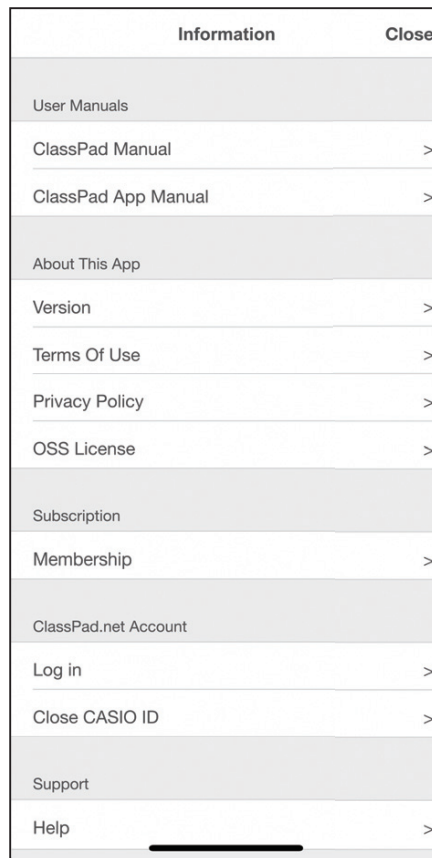 Information
Close
User Manuals
ClassPad Manual >
ClassPad App Manual >
About This App
Version >
Terms Of Use >
Privacy Policy >
OSS License >
Subscription
Membership >
ClassPad.net Account
Log in >
Close CASIO ID >
Support
Help >